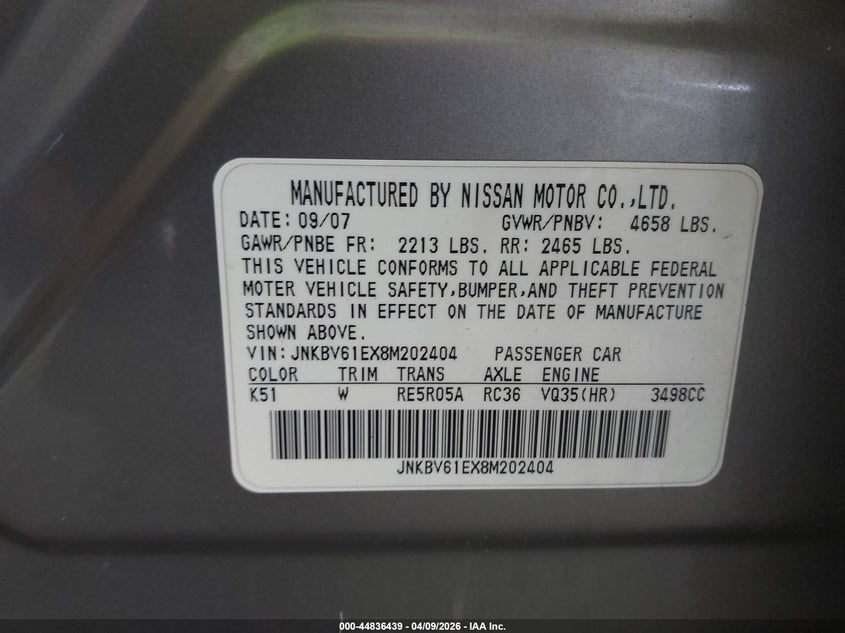 MANUFACTURED BY NISSAN MOTOR CO.,LTD.
DATE: 09/07 GVWR/PNBV: 4658 LBS.
GAWR/PNBE FR: 2213 LBS. RR: 2465 LBS.
THIS VEHICLE CONFORMS TO ALL APPLICABLE FEDERAL
MOTER VEHICLE SAFETY,BUMPER,AND THEFT PREVENTION
STANDARDS IN EFFECT ON THE DATE OF MANUFACTURE
SHOWN ABOVE.
VIN: JNKBV61EX8M202404 PASSENGER CAR
COLOR TRIM TRANS AXLE ENGINE
K51 W RE5R05A RC36 VQ35(HR) 3498CC
JNKBV61EX8M202404
000-44836439 - 04/09/2026 - IAA Inc.